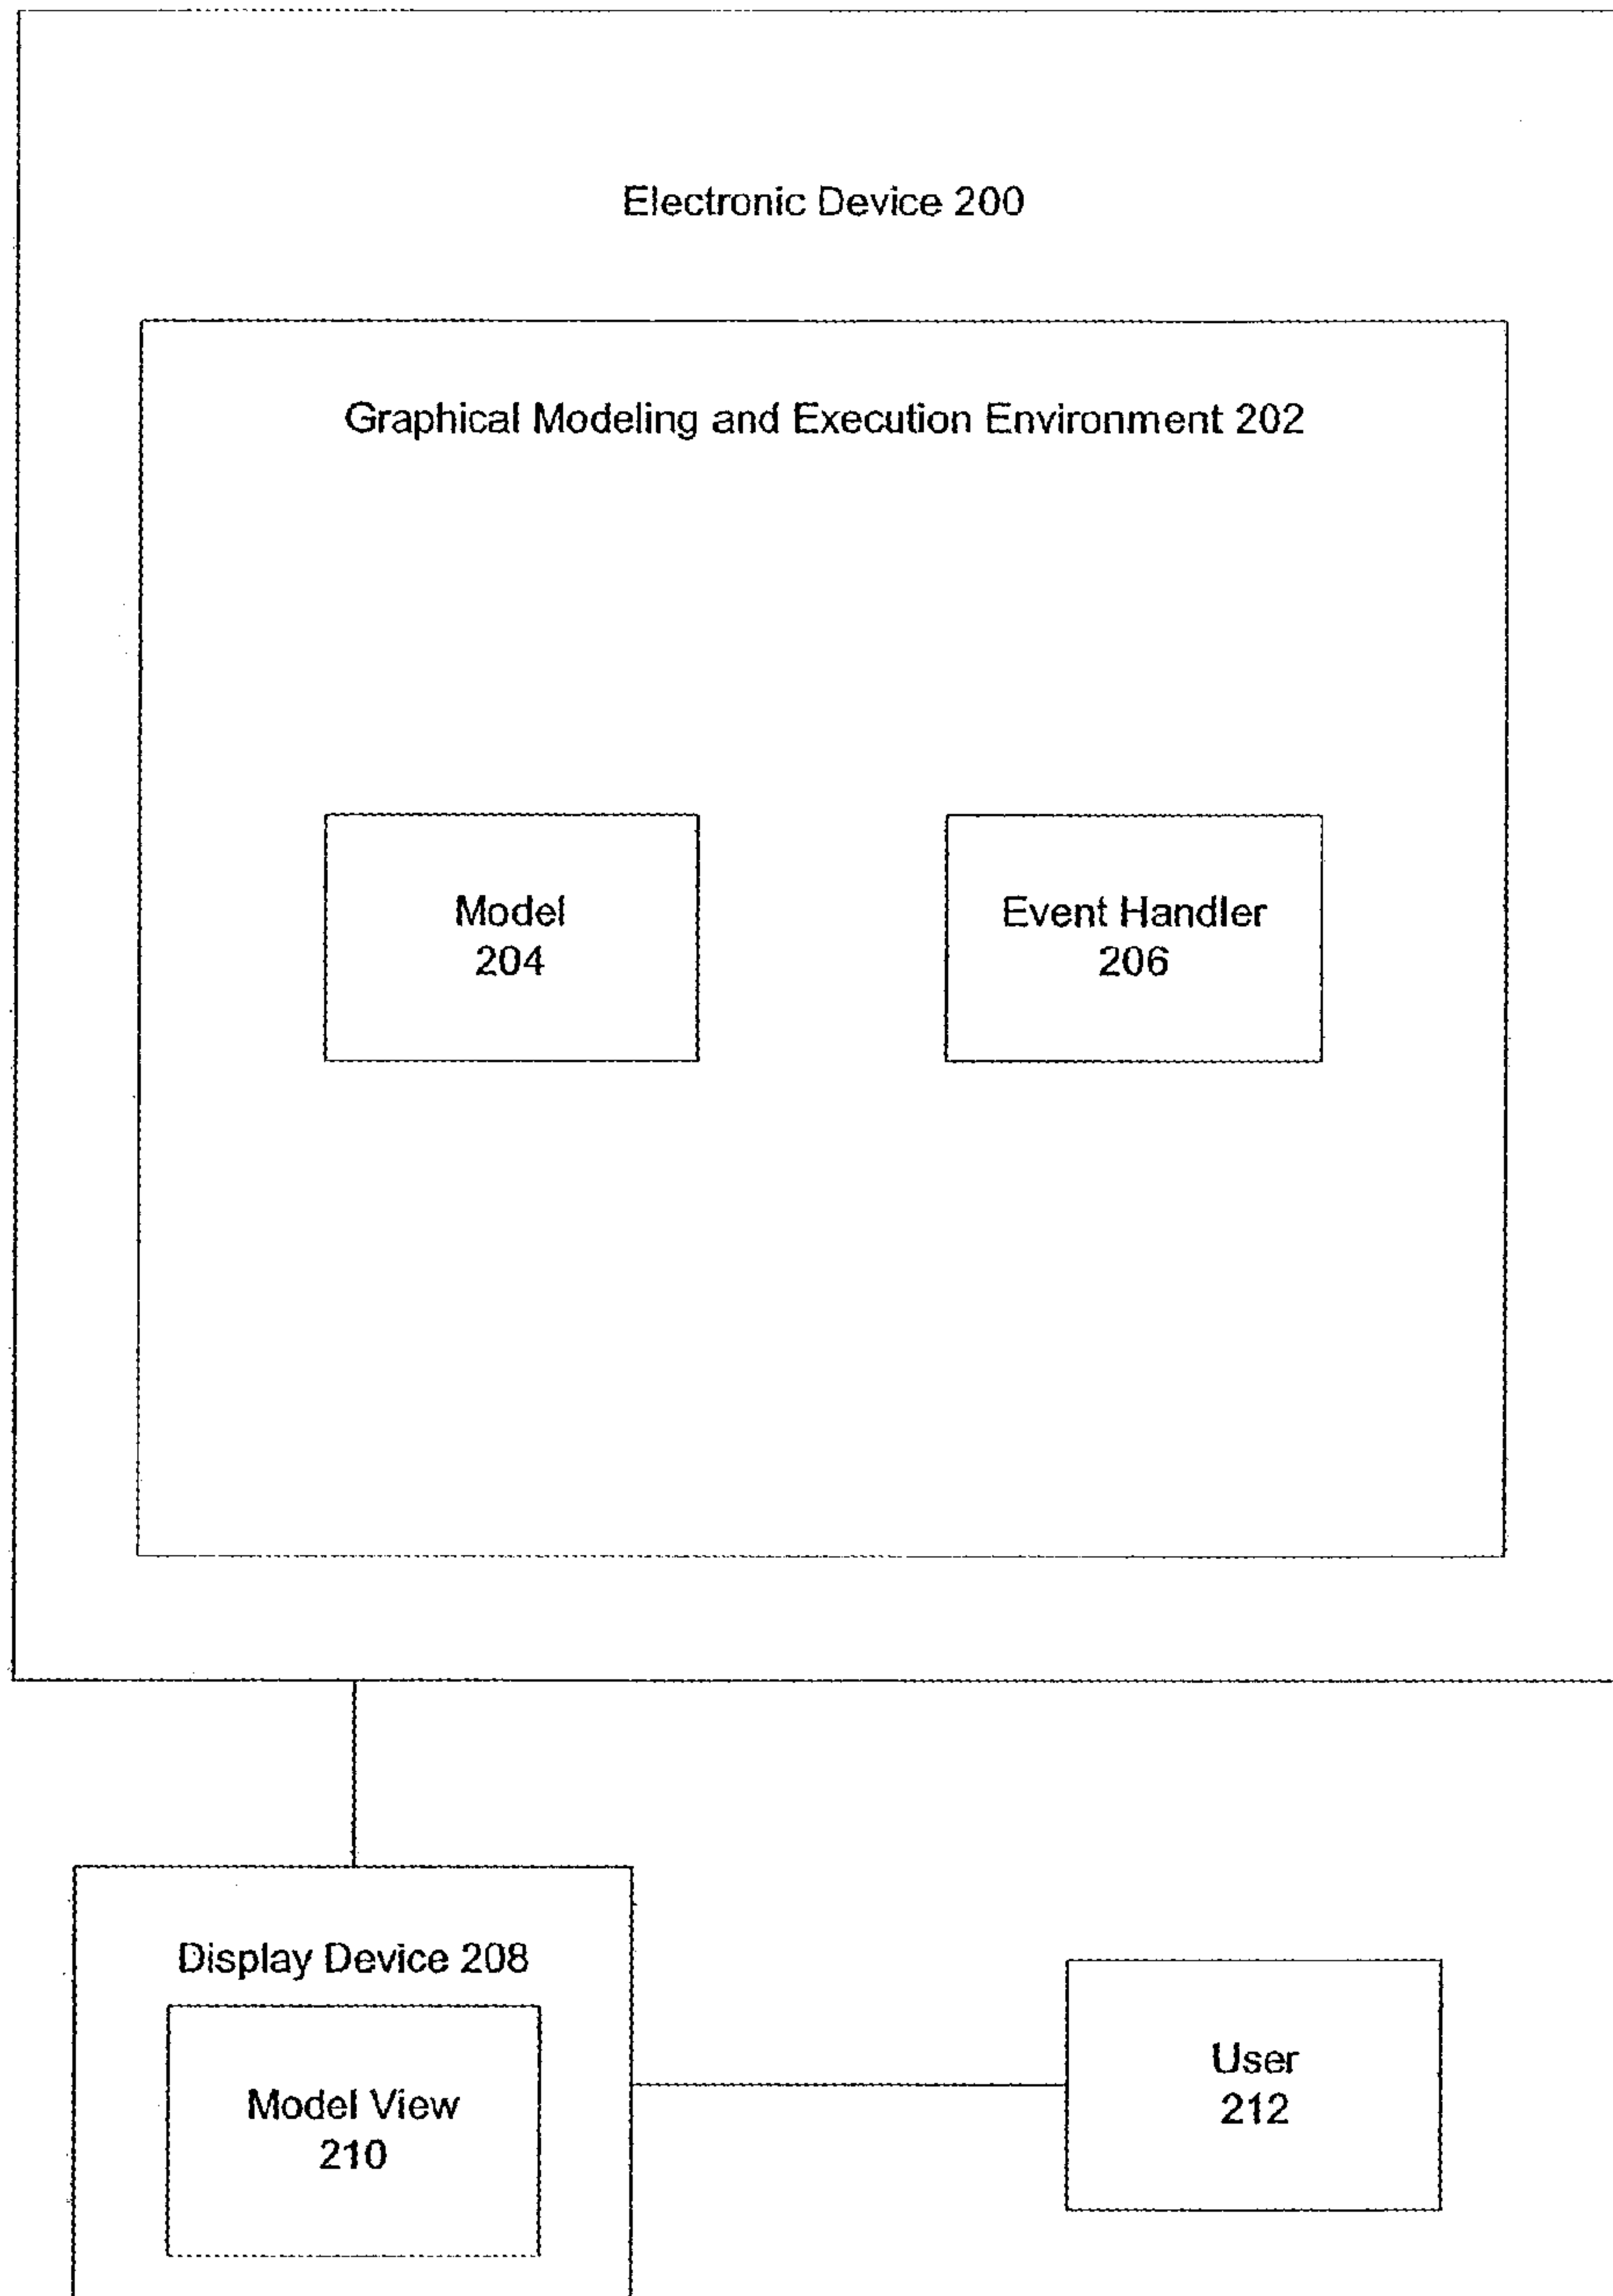 Electronic Device 200
Graphical Modeling and Execution Environment 202
Model
204
Event Handler
206
Display Device 208
Model View
210
User
212